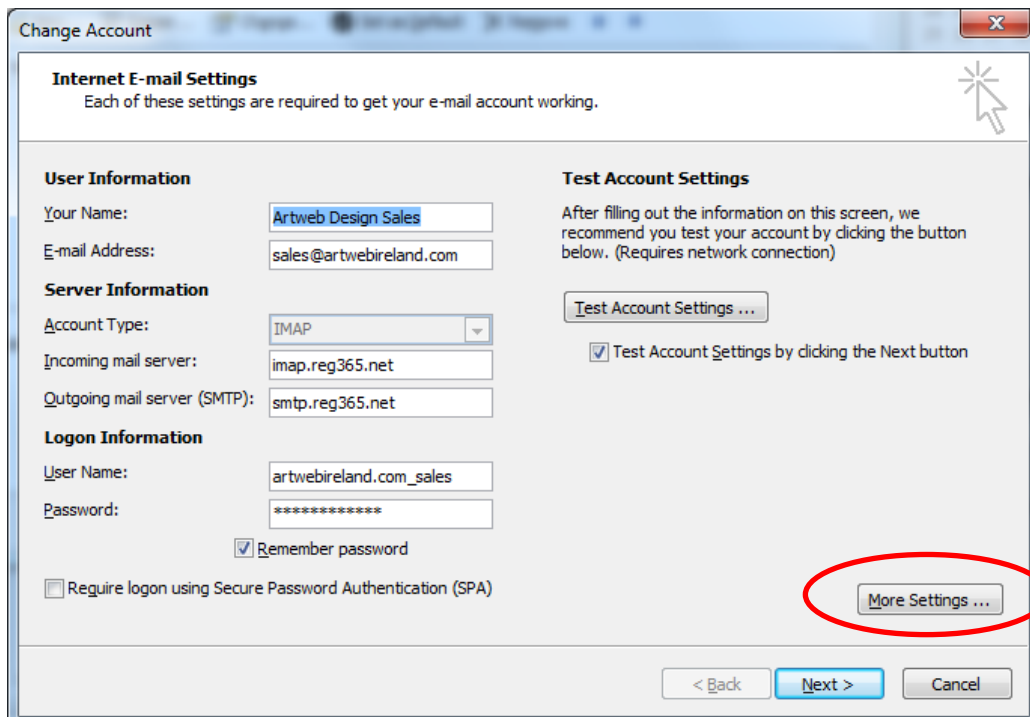 Change Account
Internet E-mail Settings
Each of these settings are required to get your e-mail account working.
User Information
Your Name:
Artweb Design Sales
E-mail Address:
sales@artwebireland.com
Server Information
Account Type:
IMAP
Incoming mail server:
imap.reg365.net
Outgoing mail server (SMTP):
smtp.reg365.net
Logon Information
User Name:
artwebireland.com_sales
Password:
************
Remember password
Require logon using Secure Password Authentication (SPA)
Test Account Settings
After filling out the information on this screen, we
recommend you test your account by clicking the button
below. (Requires network connection)
Test Account Settings ...
Test Account Settings by clicking the Next button
More Settings ...
< Back
Next >
Cancel